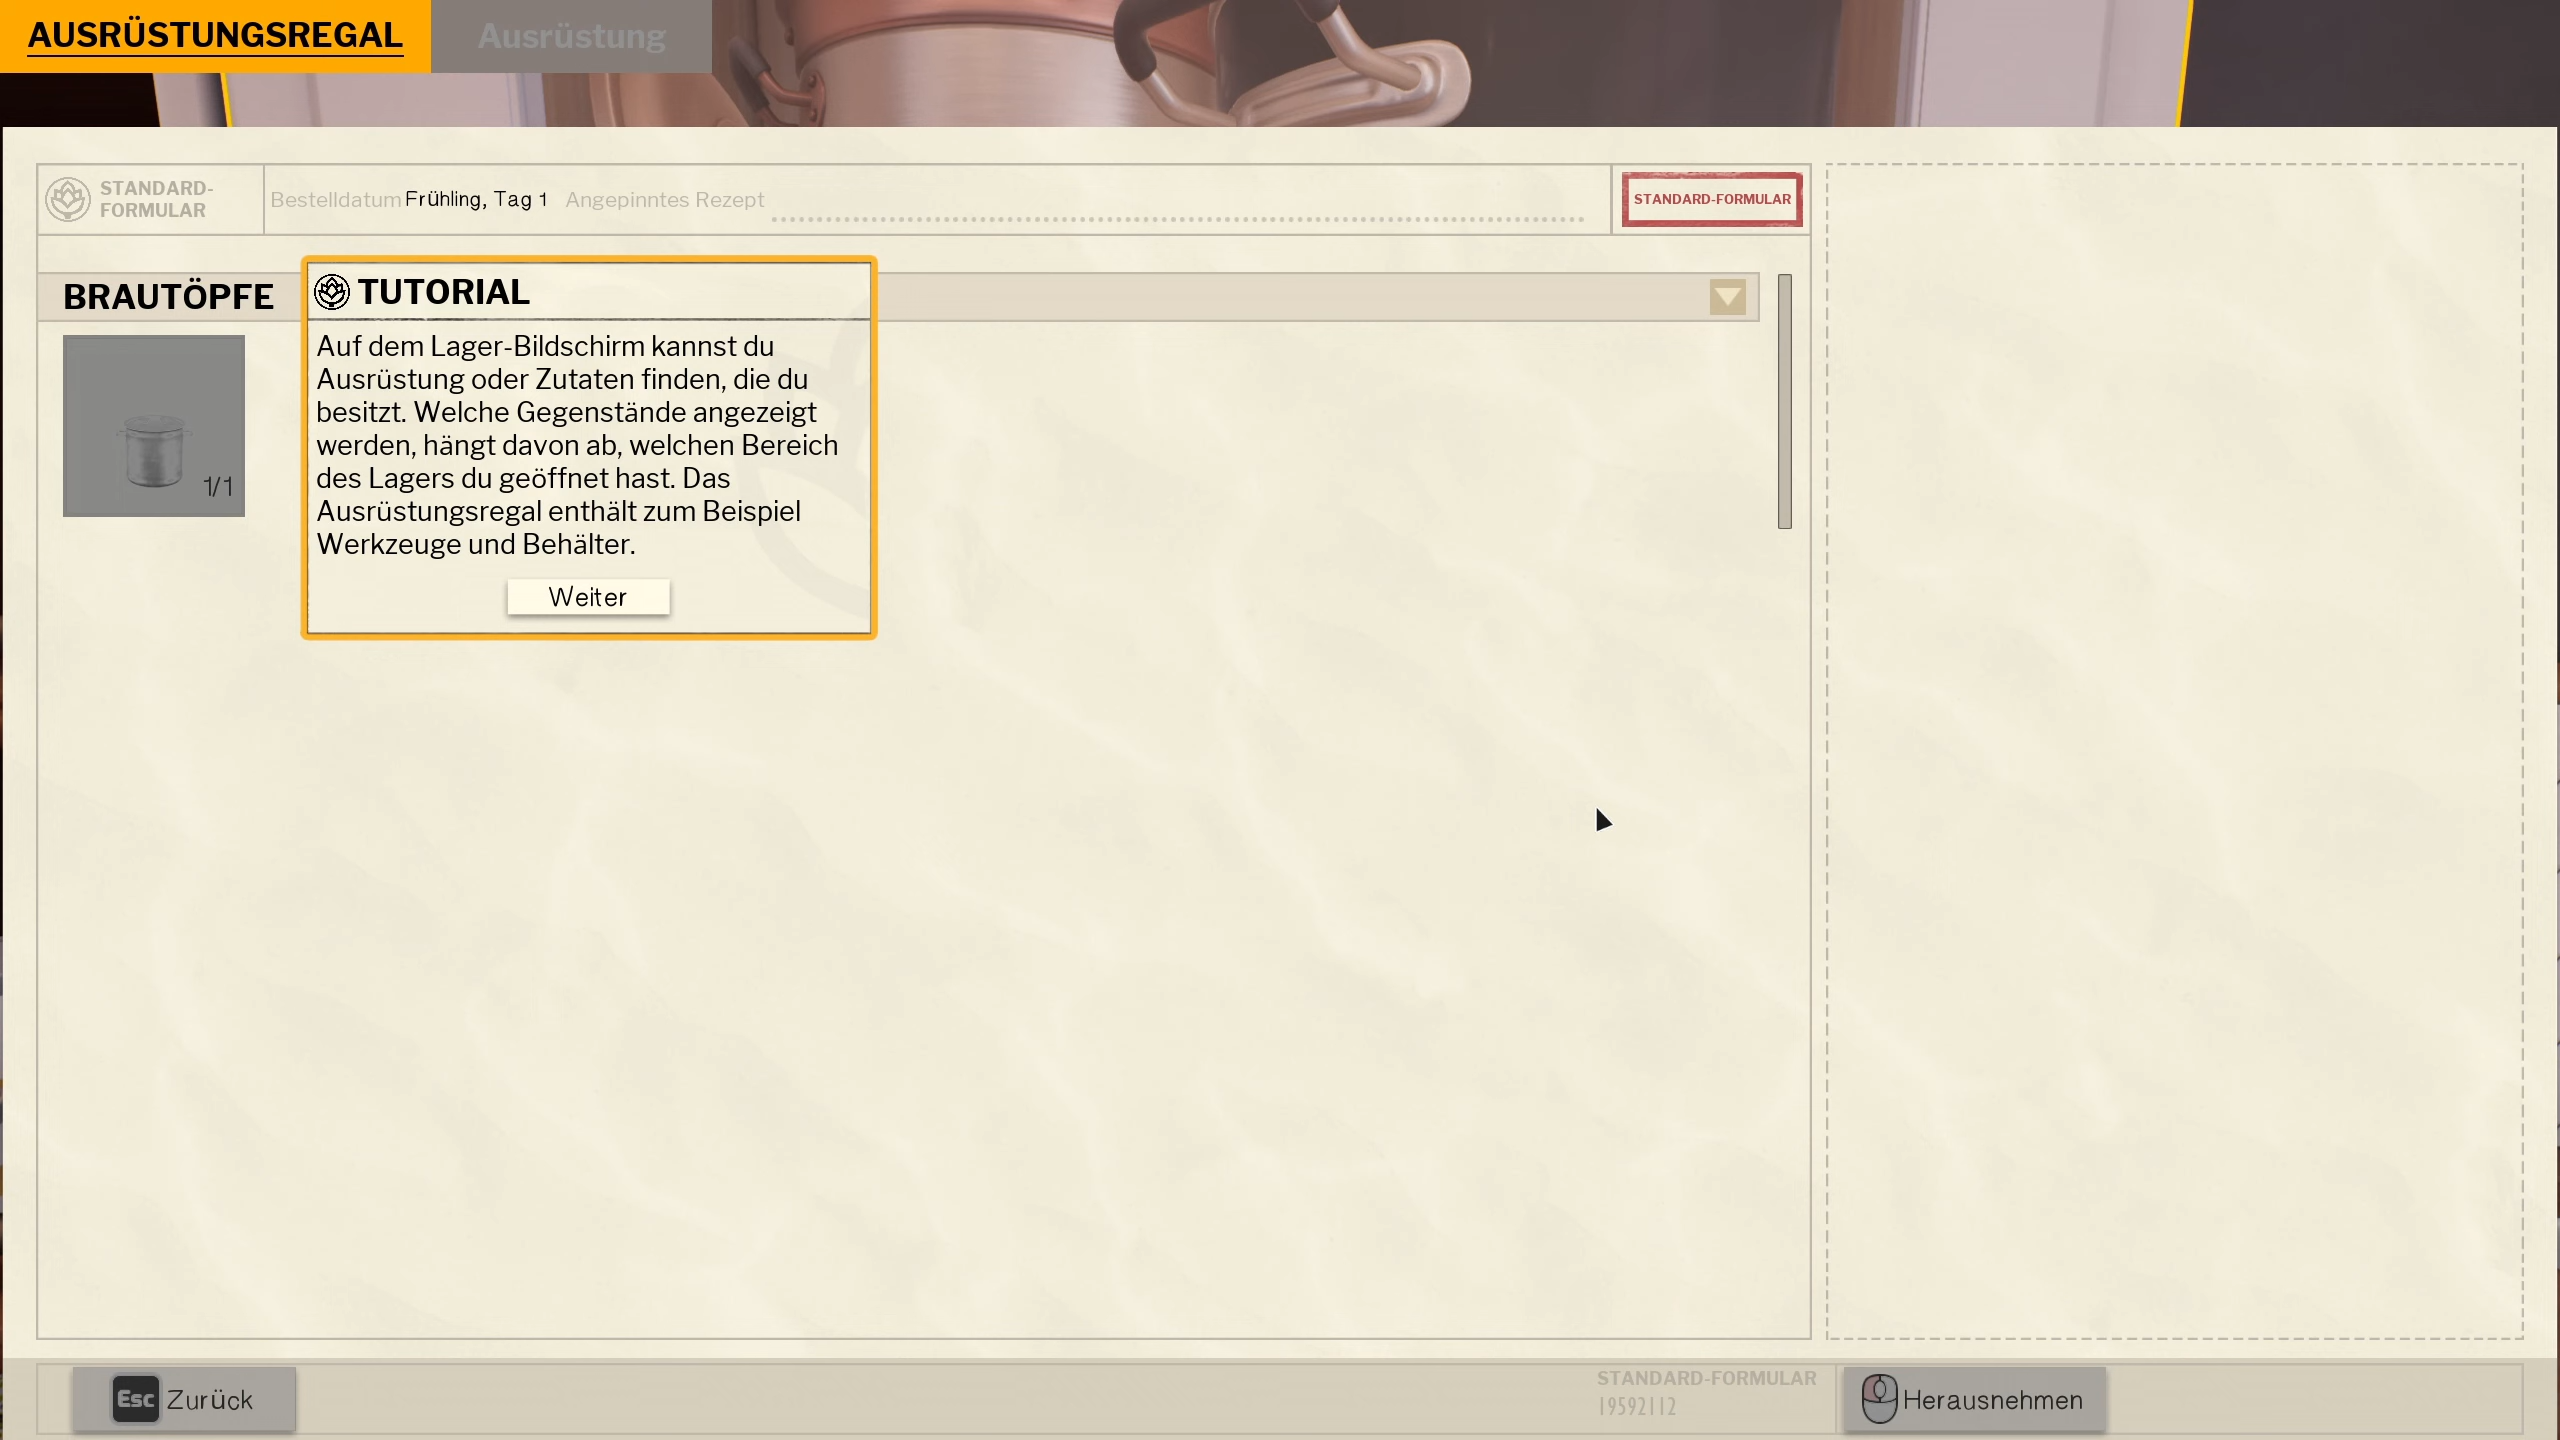 AUSRÜSTUNGSREGAL
Ausrüstung
STANDARD-
FORMULAR
Bestelldatum Frühling, Tag 1 Angepinntes Rezept
STANDARD-FORMULAR
BRAUTÖPFE
1/1
TUTORIAL
Auf dem Lager-Bildschirm kannst du
Ausrüstung oder Zutaten finden, die du
besitzt. Welche Gegenstände angezeigt
werden, hängt davon ab, welchen Bereich
des Lagers du geöffnet hast. Das
Ausrüstungsregal enthält zum Beispiel
Werkzeuge und Behälter.
Weiter
Esc Zurück
STANDARD-FORMULAR
19592112
Herausnehmen